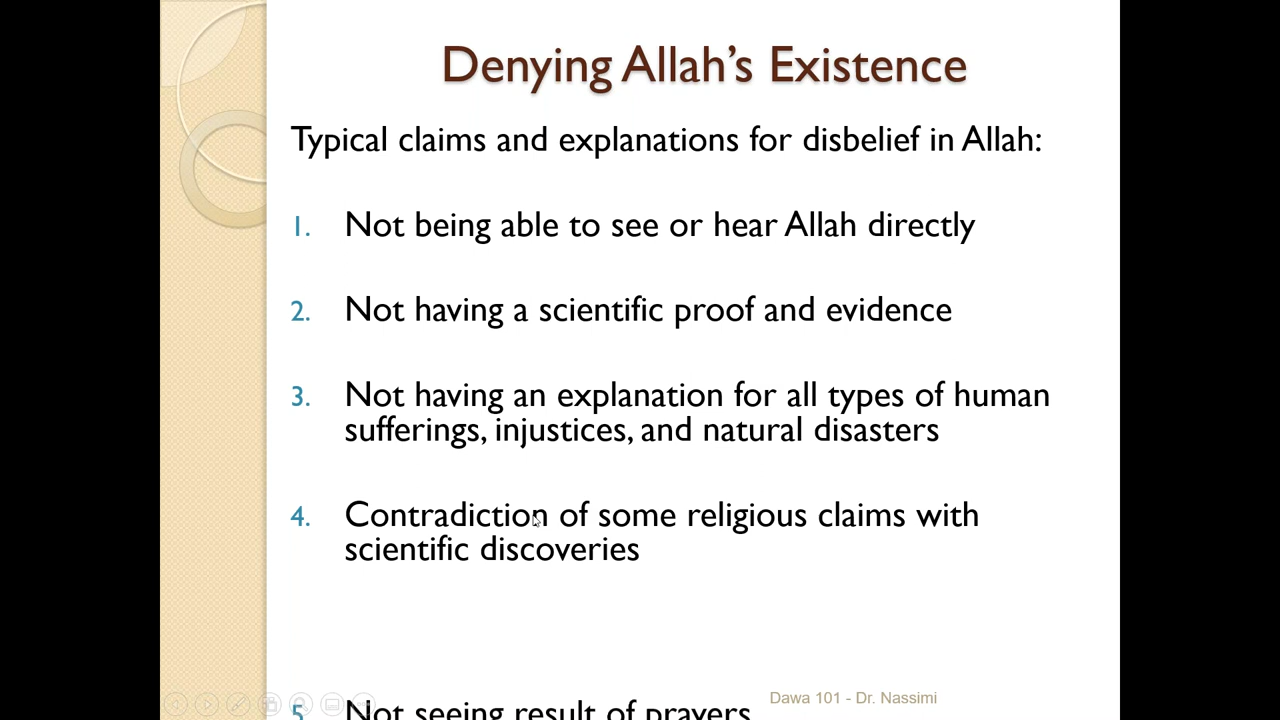 Denying Allah's Existence
Typical claims and explanations for disbelief in Allah:
1. Not being able to see or hear Allah directly
2. Not having a scientific proof and evidence
3. Not having an explanation for all types of human
sufferings, injustices, and natural disasters
4. Contradiction of some religious claims with
scientific discoveries
5. Not seeing result of prayers
Dawa 101 - Dr. Nassimi